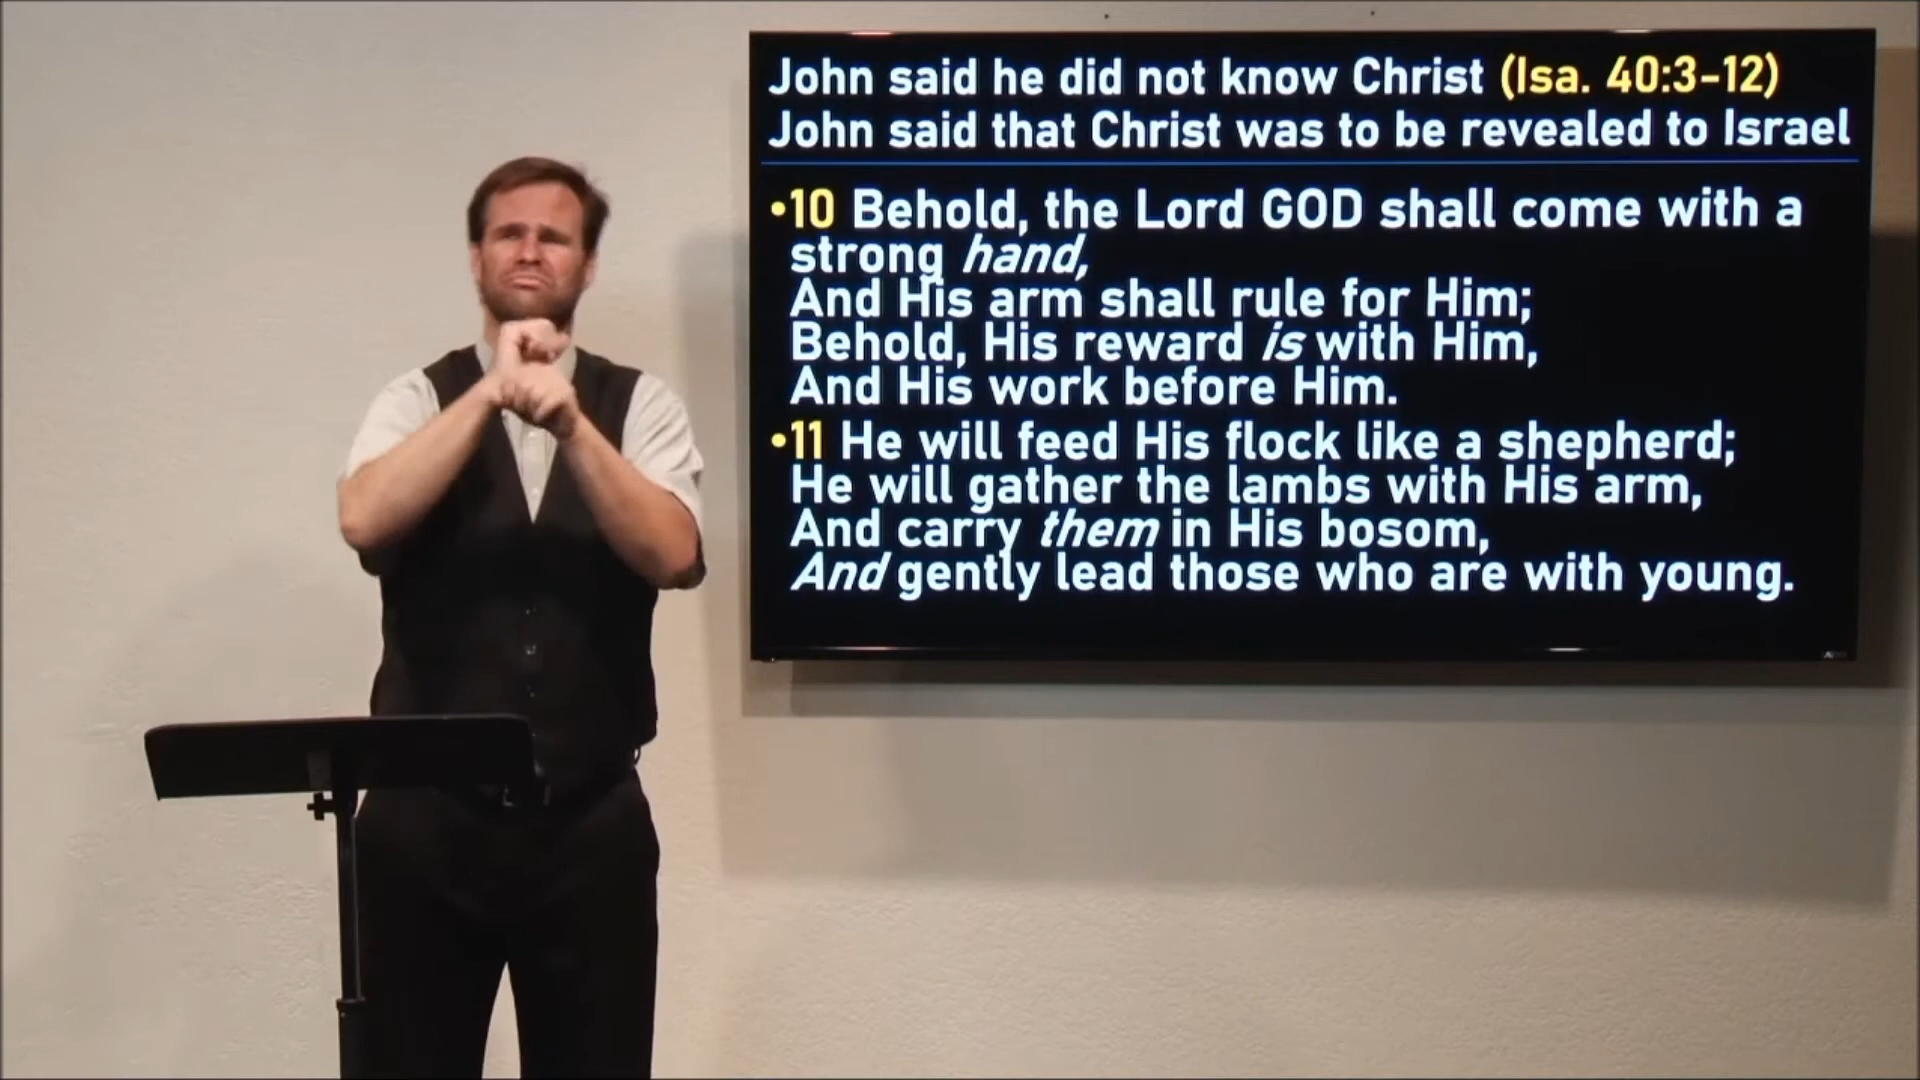 John said he did not know Christ (Isa. 40:3-12)
John said that Christ was to be revealed to Israel
•10 Behold, the Lord GOD shall come with a
strong hand,
And His arm shall rule for Him;
Behold, His reward is with Him,
And His work before Him.
•11 He will feed His flock like a shepherd;
He will gather the lambs with His arm,
And carry them in His bosom,
And gently lead those who are with young.